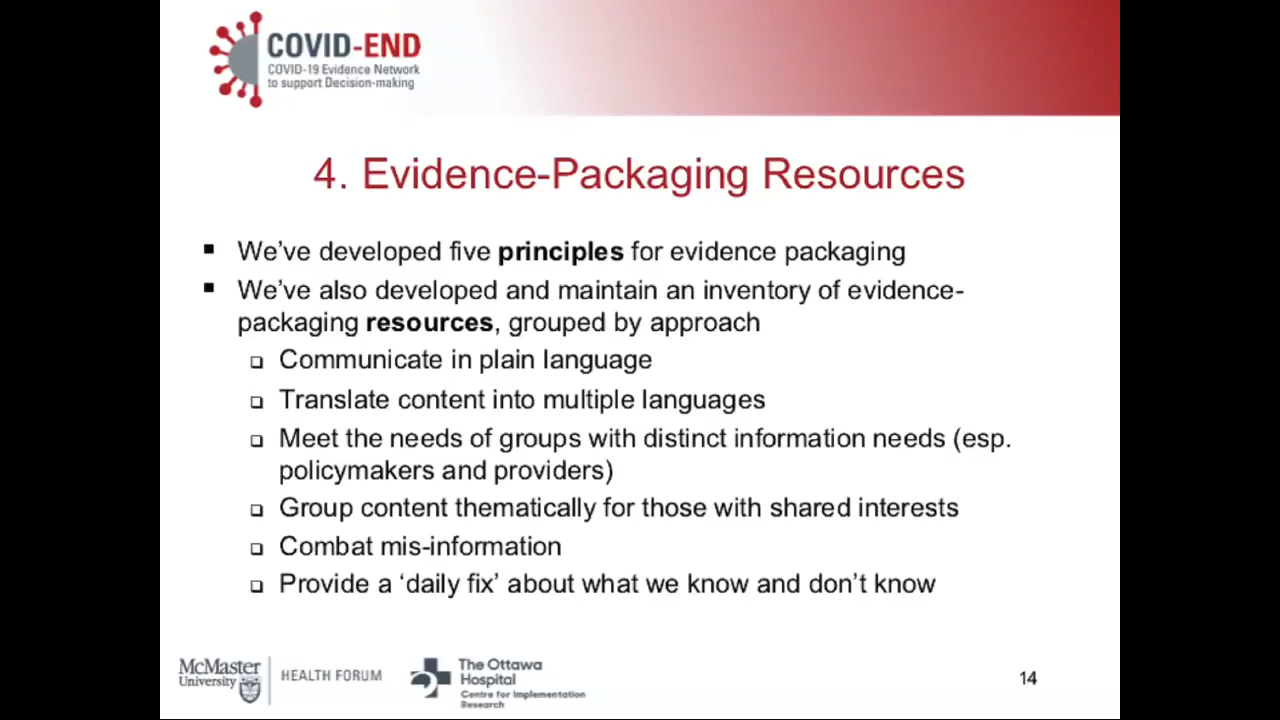 COVID-END
COVID-19 Evidence Network
to support Decision-making
4. Evidence-Packaging Resources
We’ve developed five principles for evidence packaging
We’ve also developed and maintain an inventory of evidence-
packaging resources, grouped by approach
Communicate in plain language
Translate content into multiple languages
Meet the needs of groups with distinct information needs (esp.
policymakers and providers)
Group content thematically for those with shared interests
Combat mis-information
Provide a ‘daily fix’ about what we know and don’t know
McMaster
University
HEALTH FORUM
The Ottawa
Hospital
Centre for Implementation
Research
14